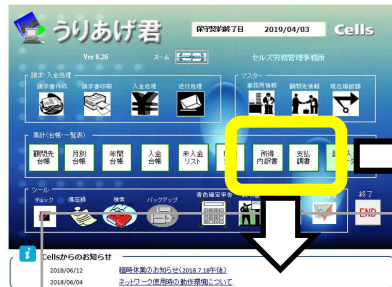 うりあげ君
保守契約終了日 2019/04/03 Cells
Ver 8.26 ズーム セルズ労務管理事務所
請求・入金処理 マスター
請求書作成 請求書印刷 入金処理 送付処理 事務所情報 顧問先情報
集計(台帳・一覧表)
顧問先台帳 月別台帳 年間台帳 入金台帳 未入金リスト 所得内訳書 支払調書
ツール
チェック 備忘録 検索 バックアップ 青色補完申告 終了
END
Cellsからのお知らせ
2018/06/12 臨時休業のお知らせ(2018.7.18午後)
2018/06/04 ネットワーク使用時の動作環境について